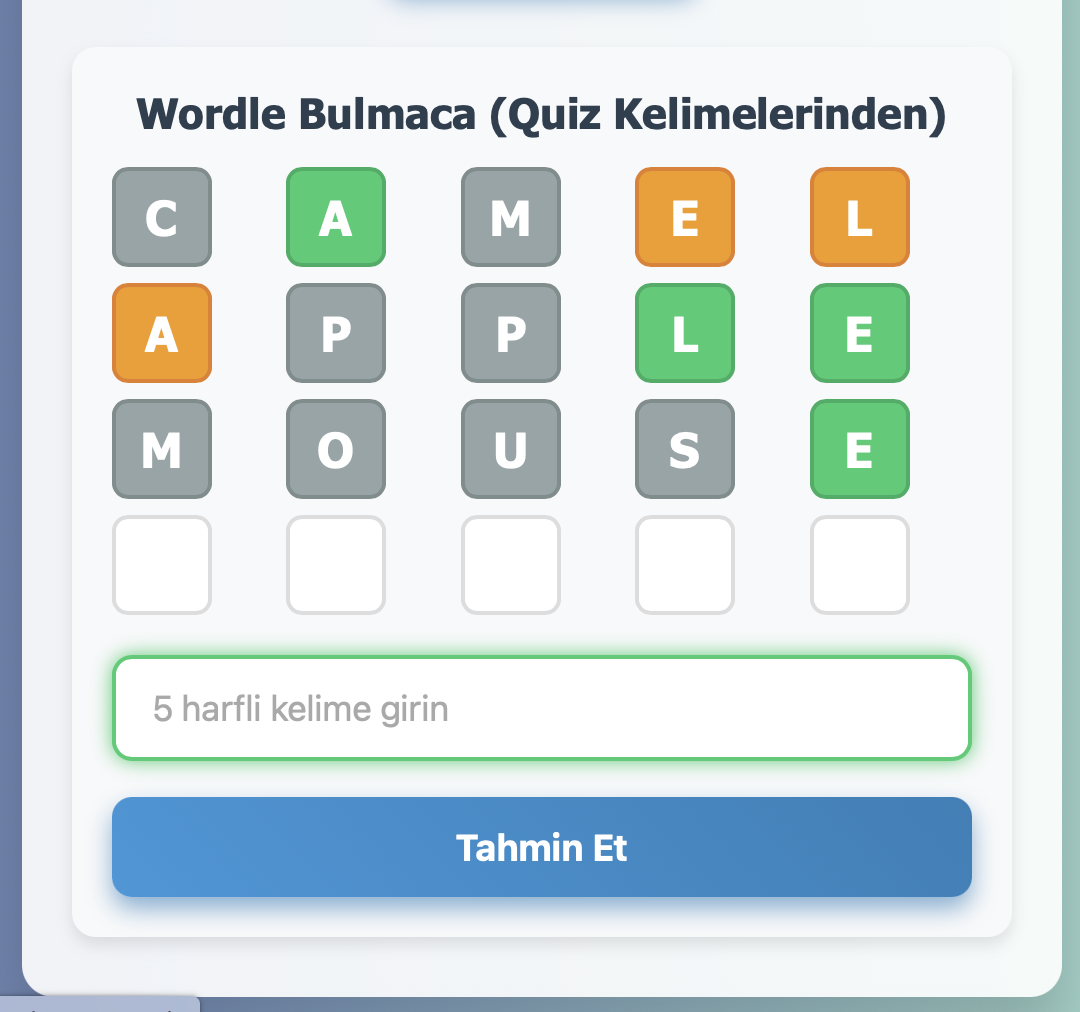 Wordle Bulmaca (Quiz Kelimelerinden)
C A M E L
A P P L E
M O U S E
5 harfli kelime girin
Tahmin Et